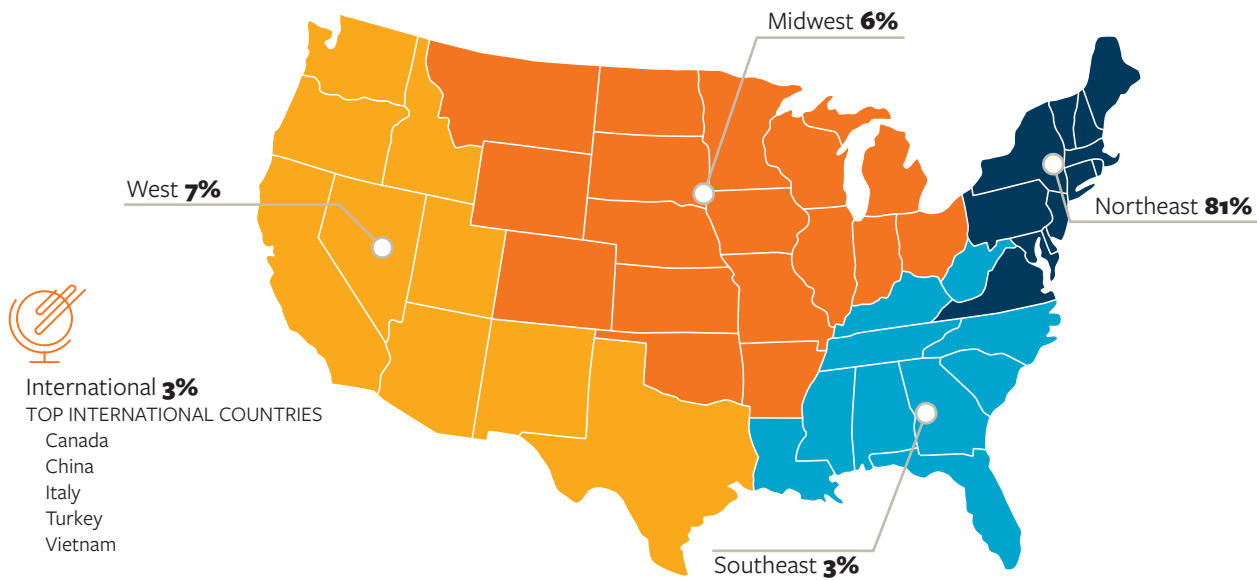 Midwest 6%
West 7%
Northeast 81%
International 3%
TOP INTERNATIONAL COUNTRIES
Canada
China
Italy
Turkey
Vietnam
Southeast 3%